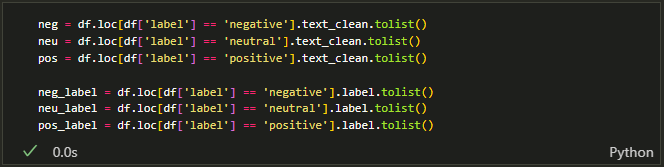 neg = df.loc[df['label'] == 'negative'].text_clean.tolist()
neu = df.loc[df['label'] == 'neutral'].text_clean.tolist()
pos = df.loc[df['label'] == 'positive'].text_clean.tolist()
neg_label = df.loc[df['label'] == 'negative'].label.tolist()
neu_label = df.loc[df['label'] == 'neutral'].label.tolist()
pos_label = df.loc[df['label'] == 'positive'].label.tolist()
0.0s Python